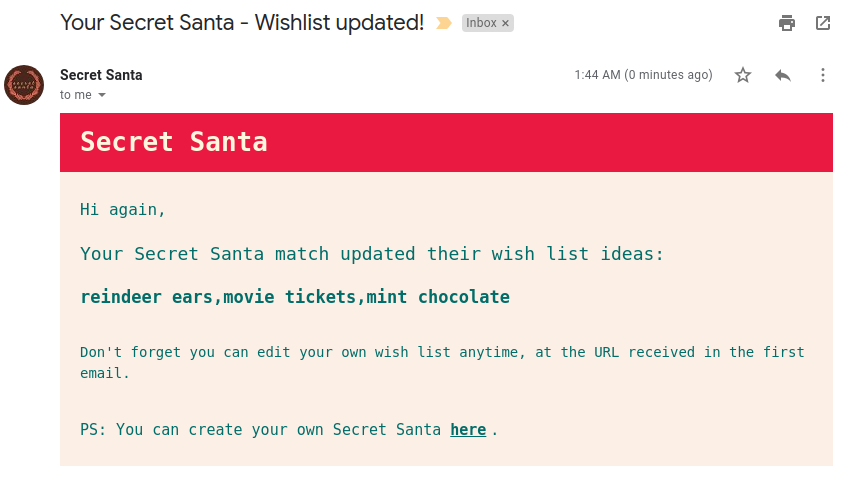 Your Secret Santa - Wishlist updated! Inbox ×
Secret Santa 1:44 AM (0 minutes ago)
to me
secret
santa
Secret Santa
Hi again,
Your Secret Santa match updated their wish list ideas:
reindeer ears,movie tickets,mint chocolate
Don't forget you can edit your own wish list anytime, at the URL received in the first
email.
PS: You can create your own Secret Santa here .